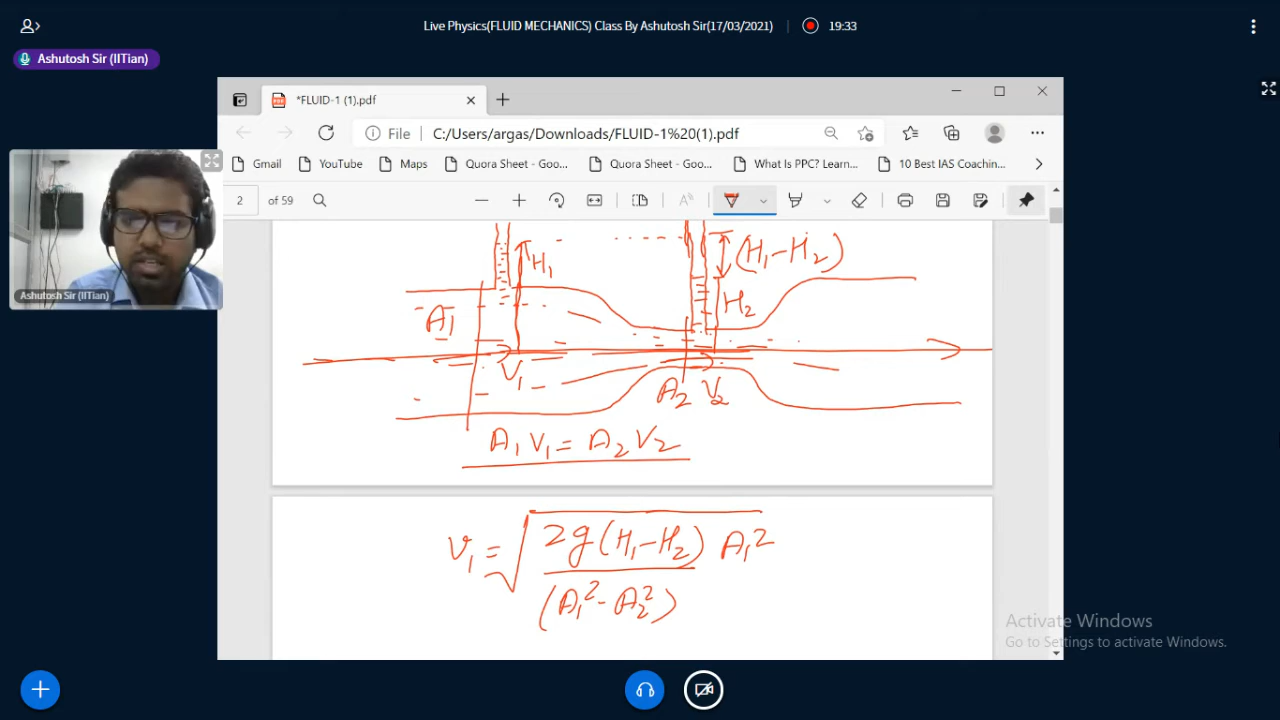 Live Physics(FLUID MECHANICS) Class By Ashutosh Sir(17/03/2021)
19:33
Ashutosh Sir (IITian)
*FLUID-1 (1).pdf
File
C:/Users/argas/Downloads/FLUID-1%20(1).pdf
Gmail
YouTube
Maps
Quora Sheet - Goo...
Quora Sheet - Goo...
What Is PPC? Learn...
10 Best IAS Coachin...
2 of 59
Ashutosh Sir (IITian)
H₁
(H₁-H₂)
H₂
A₁
V₁
A₂ V₂
A₁ V₁ = A₂ V₂
V₁ = √(2g(H₁-H₂) A₁² / (A₁² - A₂²))
Activate Windows
Go to Settings to activate Windows.